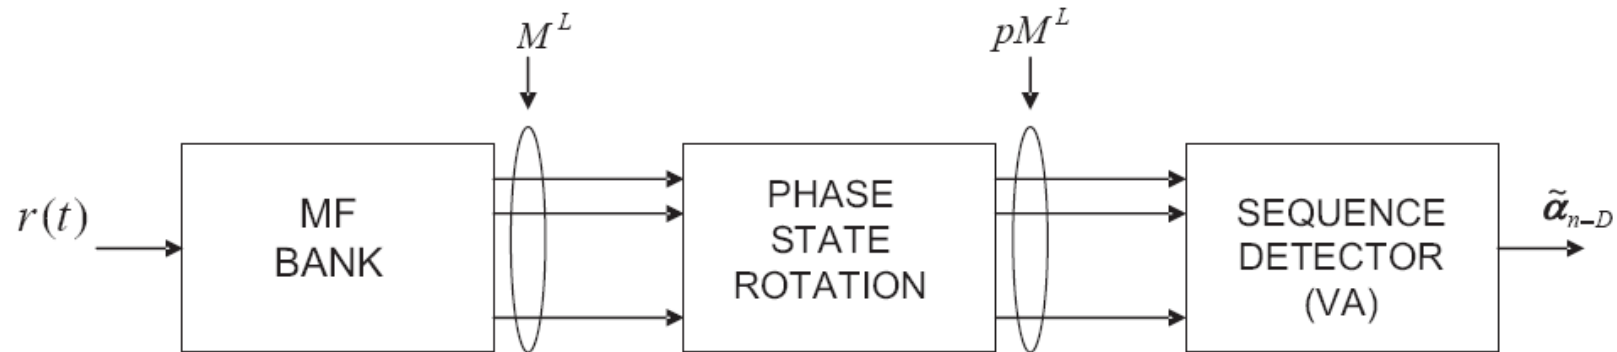 M^L
pM^L
r(t)
MF
BANK
PHASE
STATE
ROTATION
SEQUENCE
DETECTOR
(VA)
α̃_{n−D}